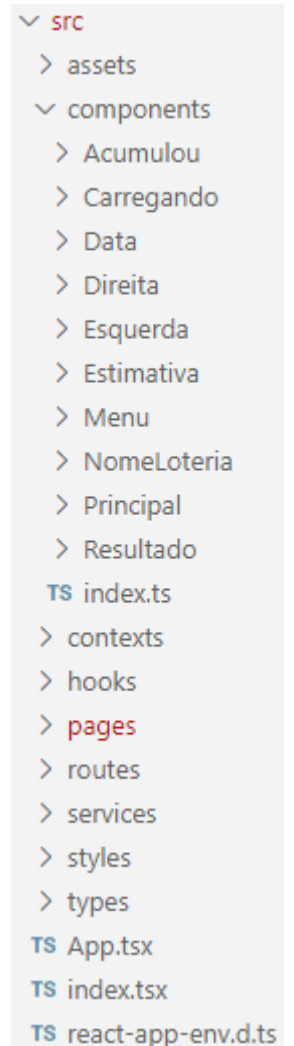 src
assets
components
Acumulou
Carregando
Data
Direita
Esquerda
Estimativa
Menu
NomeLoteria
Principal
Resultado
TS index.ts
contexts
hooks
pages
routes
services
styles
types
TS App.tsx
TS index.tsx
TS react-app-env.d.ts